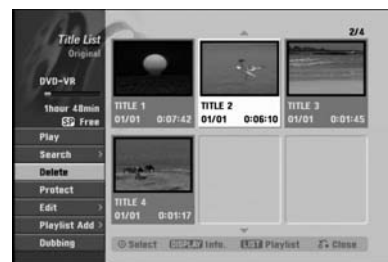 Title List
Original
2/4
DVD-VR
1hour 48min
SP Free
Play
Search >
Delete
Protect
Edit >
Playlist Add >
Dubbing
TITLE 1
01/01 0:07:42
TITLE 2
01/01 0:06:10
TITLE 3
01/01 0:01:45
TITLE 4
01/01 0:01:17
Select DISPLAY Info. LIST Playlist Close